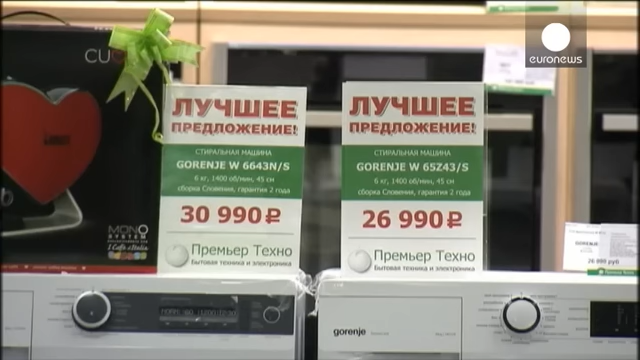 euronews
ЛУЧШЕЕ
ПРЕДЛОЖЕНИЕ!
СТИРАЛЬНАЯ МАШИНА
GORENJE W 6643N/S
6 кг, 1400 об/мин, 45 см
сборка Словения, гарантия 2 года
30 990 ₽
Премьер Техно
Бытовая техника и электроника
ЛУЧШЕЕ
ПРЕДЛОЖЕНИЕ!
СТИРАЛЬНАЯ МАШИНА
GORENJE W 65Z43/S
6 кг, 1400 об/мин, 45 см
сборка Словения, гарантия 2 года
26 990 ₽
Премьер Техно
Бытовая техника и электроника
MONO
SYSTEM
GORENJE
26 990 руб
gorenje